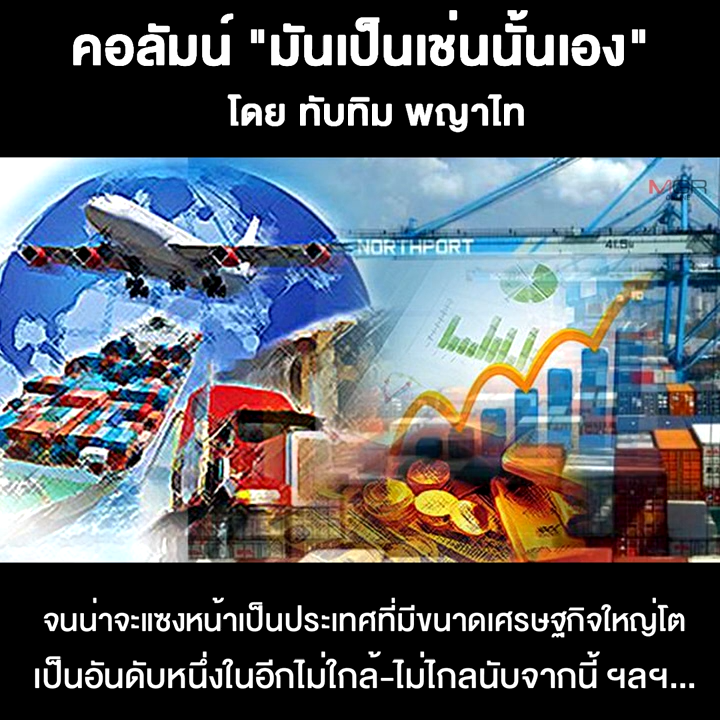 คอลัมน์ "มันเป็นเช่นนั้นเอง"
โดย ทับทิม พญาไท
MGR
NORTHPORT
41.5
จนน่าจะแซงหน้าเป็นประเทศที่มีขนาดเศรษฐกิจใหญ่โต
เป็นอันดับหนึ่งในอีกไม่ใกล้-ไม่ไกลนับจากนี้ ฯลฯ...